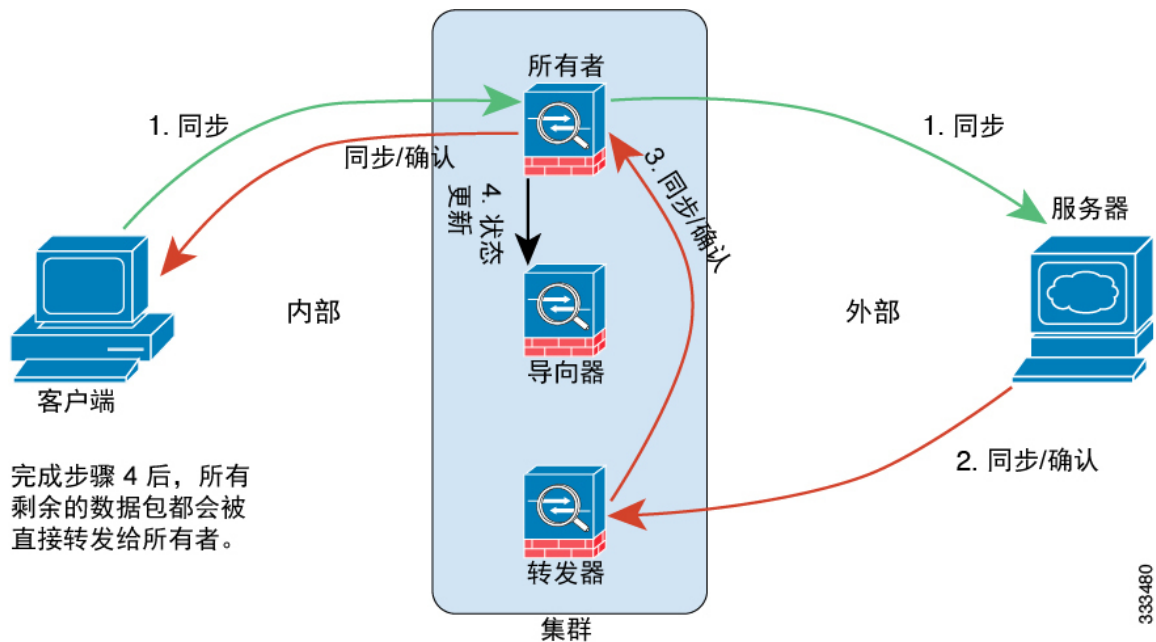 所有者
1. 同步
1. 同步
同步/确认
3. 同步/确认
4. 状态
更新
服务器
内部
外部
导向器
客户端
2. 同步/确认
完成步骤 4 后，所有
剩余的数据包都会被
直接转发给所有者。
转发器
集群
333480